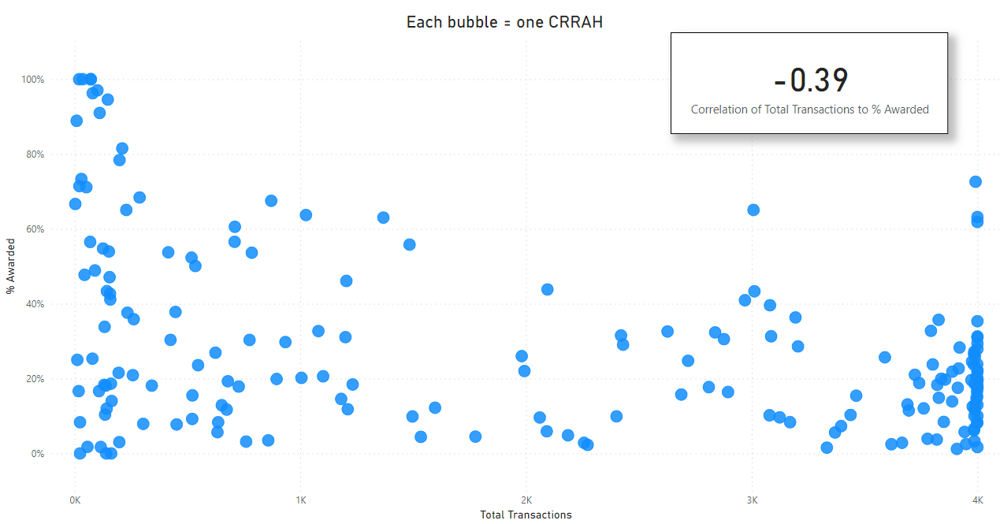 Each bubble = one CRRAH
-0.39
Correlation of Total Transactions to % Awarded
100%
80%
60%
40%
20%
0%
% Awarded
0K
1K
2K
3K
4K
Total Transactions